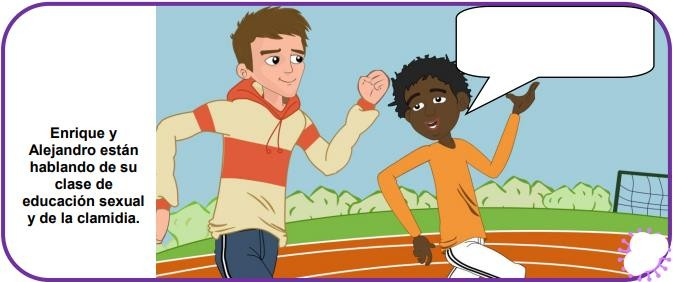 Enrique y
Alejandro están
hablando de su
clase de
educación sexual
y de la clamidia.